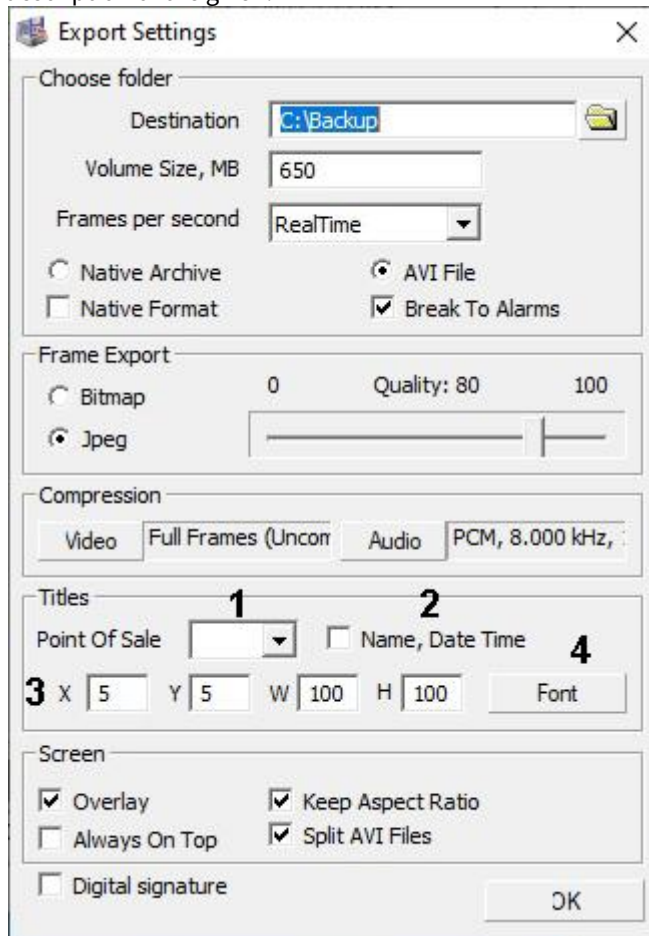 Export Settings
Choose folder
Destination C:\Backup
Volume Size, MB 650
Frames per second RealTime
Native Archive AVI File
Native Format Break To Alarms
Frame Export
Bitmap 0 Quality: 80 100
Jpeg
Compression
Video Full Frames (Uncom Audio PCM, 8.000 kHz,
Titles 1 2
Point Of Sale Name, Date Time 4
3 X 5 Y 5 W 100 H 100 Font
Screen
Overlay Keep Aspect Ratio
Always On Top Split AVI Files
Digital signature OK